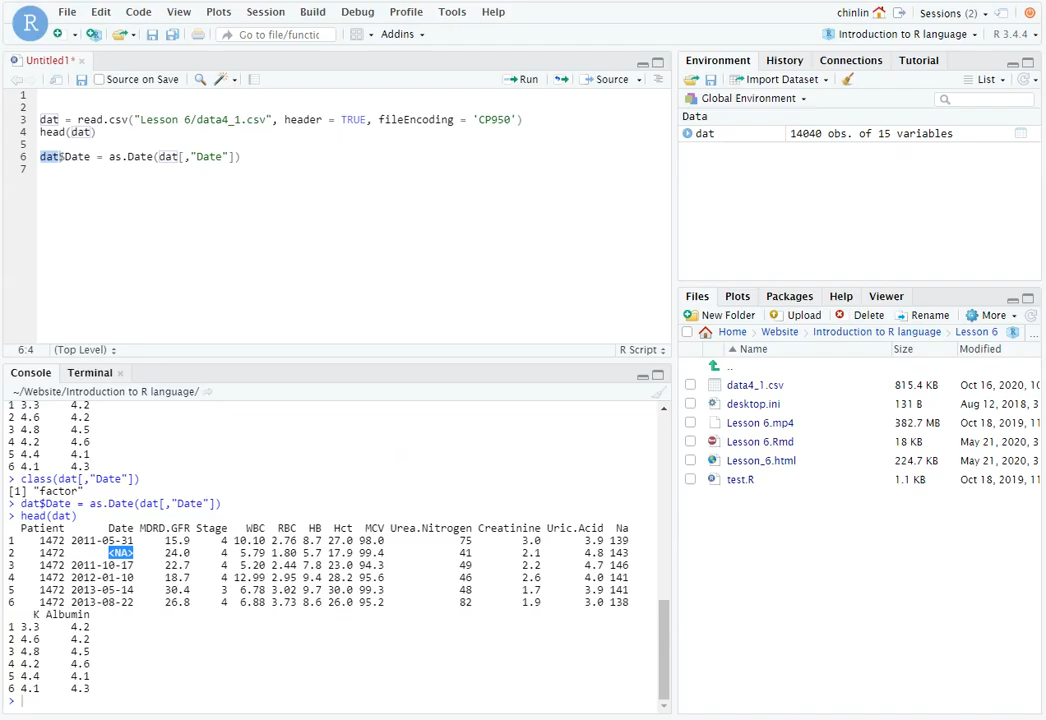 File Edit Code View Plots Session Build Debug Profile Tools Help
chinlin Sessions (2)
Go to file/functic Addins
Introduction to R language R 3.4.4
Untitled1*
Source on Save Run Source
1
2
3 dat = read.csv("Lesson 6/data4_1.csv", header = TRUE, fileEncoding = 'CP950')
4 head(dat)
5
6 dat$Date = as.Date(dat[,"Date"])
7
6:4 (Top Level) R Script
Console Terminal
~/Website/Introduction to R language/
1 3.3 4.2
2 4.6 4.2
3 4.8 4.5
4 4.2 4.6
5 4.4 4.1
6 4.1 4.3
> class(dat[,"Date"])
[1] "factor"
> dat$Date = as.Date(dat[,"Date"])
> head(dat)
Patient Date MDRD.GFR Stage WBC RBC HB Hct MCV Urea.Nitrogen Creatinine Uric.Acid Na
1 1472 2011-05-31 15.9 4 10.10 2.76 8.7 27.0 98.0 75 3.0 3.9 139
2 1472 <NA> 24.0 4 5.79 1.80 5.7 17.9 99.4 41 2.1 4.8 143
3 1472 2011-10-17 22.7 4 5.20 2.44 7.8 23.0 94.3 49 2.2 4.7 146
4 1472 2012-01-10 18.7 4 12.99 2.95 9.4 28.2 95.6 46 2.6 4.0 141
5 1472 2013-05-14 30.4 3 6.78 3.02 9.7 30.0 99.3 48 1.7 3.9 141
6 1472 2013-08-22 26.8 4 6.88 3.73 8.6 26.0 95.2 82 1.9 3.0 138
K Albumin
1 3.3 4.2
2 4.6 4.2
3 4.8 4.5
4 4.2 4.6
5 4.4 4.1
6 4.1 4.3
>
Environment History Connections Tutorial
Import Dataset List
Global Environment
Data
dat 14040 obs. of 15 variables
Files Plots Packages Help Viewer
New Folder Upload Delete Rename More
Home Website Introduction to R language Lesson 6 ...
Name Size Modified
..
data4_1.csv 815.4 KB Oct 16, 2020, 10
desktop.ini 131 B Aug 12, 2018, 3
Lesson 6.mp4 382.7 MB Oct 18, 2019, 11
Lesson 6.Rmd 18 KB May 21, 2020, 3
Lesson_6.html 224.7 KB May 21, 2020, 3
test.R 1.1 KB Oct 18, 2019, 11